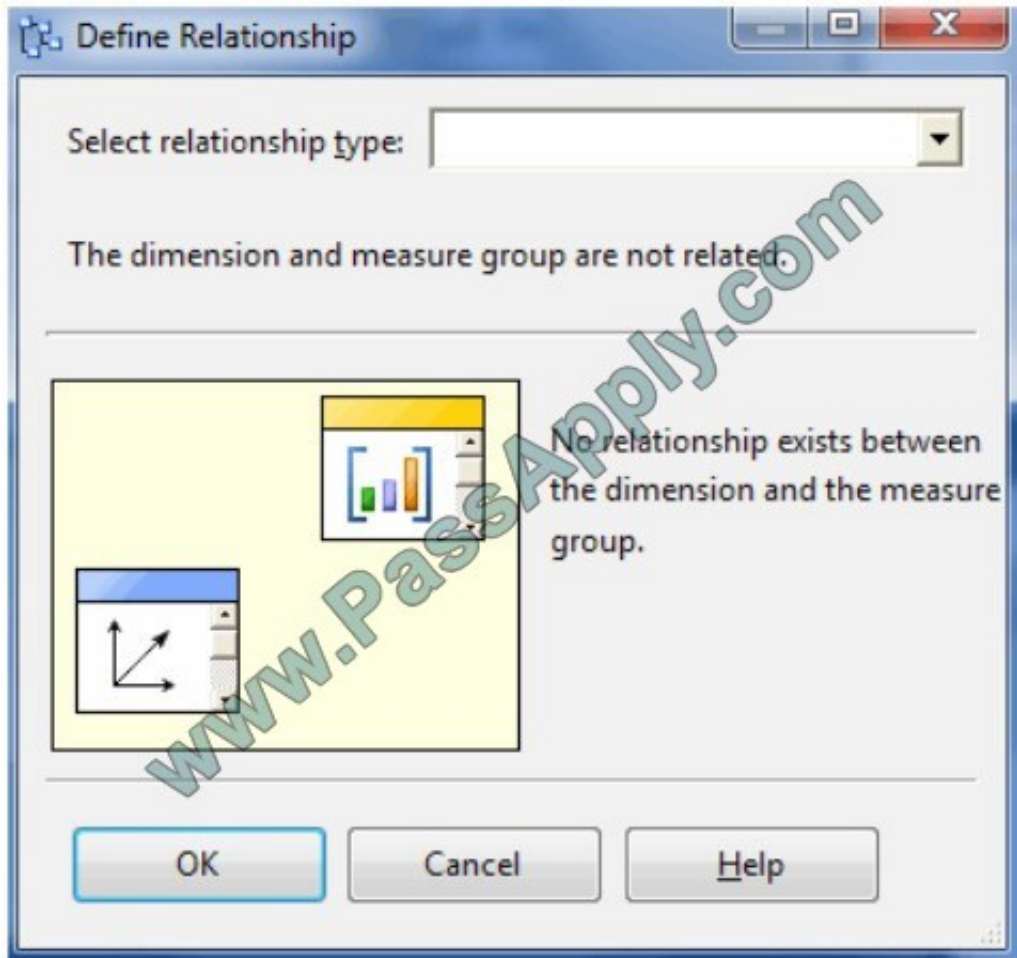 Define Relationship
Select relationship type:
The dimension and measure group are not related.
No relationship exists between
the dimension and the measure
group.
www.PassApply.com
OK
Cancel
Help